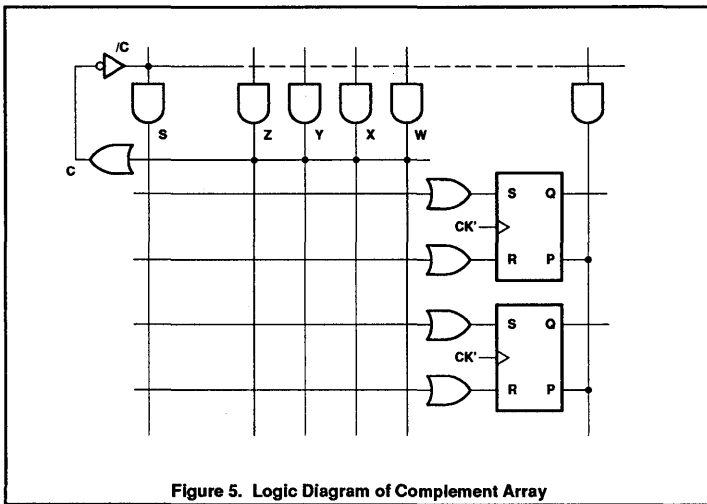 /C
S Z Y X W
C
S Q
CK'
R P
S Q
CK'
R P
Figure 5. Logic Diagram of Complement Array